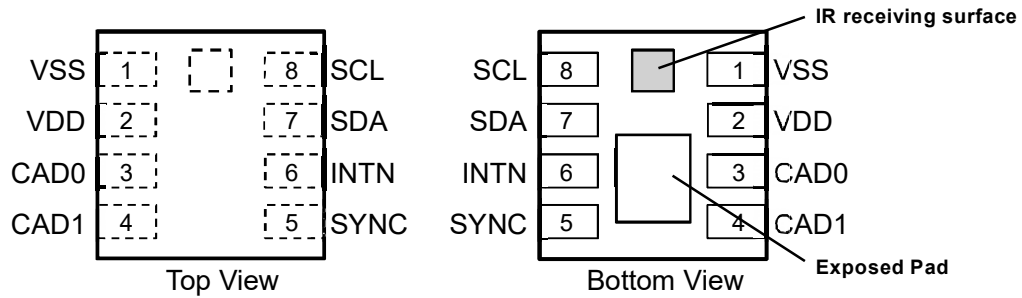 IR receiving surface
VSS 1 8 SCL SCL 8 1 VSS
VDD 2 7 SDA SDA 7 2 VDD
CAD0 3 6 INTN INTN 6 3 CAD0
CAD1 4 5 SYNC SYNC 5 4 CAD1
Exposed Pad
Top View Bottom View